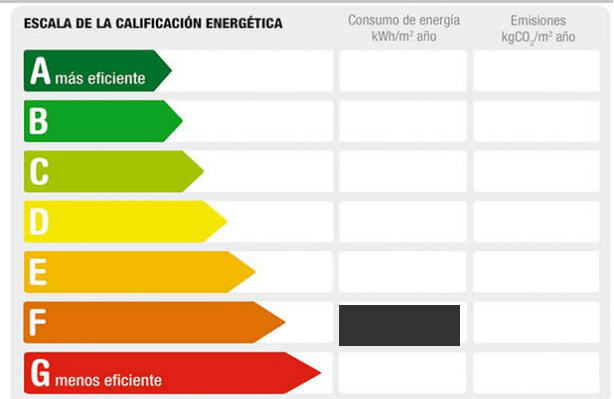 ESCALA DE LA CALIFICACIÓN ENERGÉTICA
Consumo de energía
kWh/m² año
Emisiones
kgCO₂/m² año
A más eficiente
B
C
D
E
F
G menos eficiente